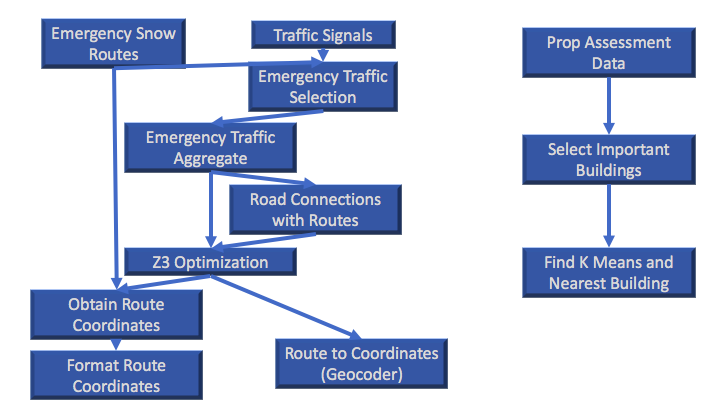 Emergency Snow
Routes
Traffic Signals
Emergency Traffic
Selection
Emergency Traffic
Aggregate
Road Connections
with Routes
Z3 Optimization
Obtain Route
Coordinates
Format Route
Coordinates
Route to Coordinates
(Geocoder)
Prop Assessment
Data
Select Important
Buildings
Find K Means and
Nearest Building